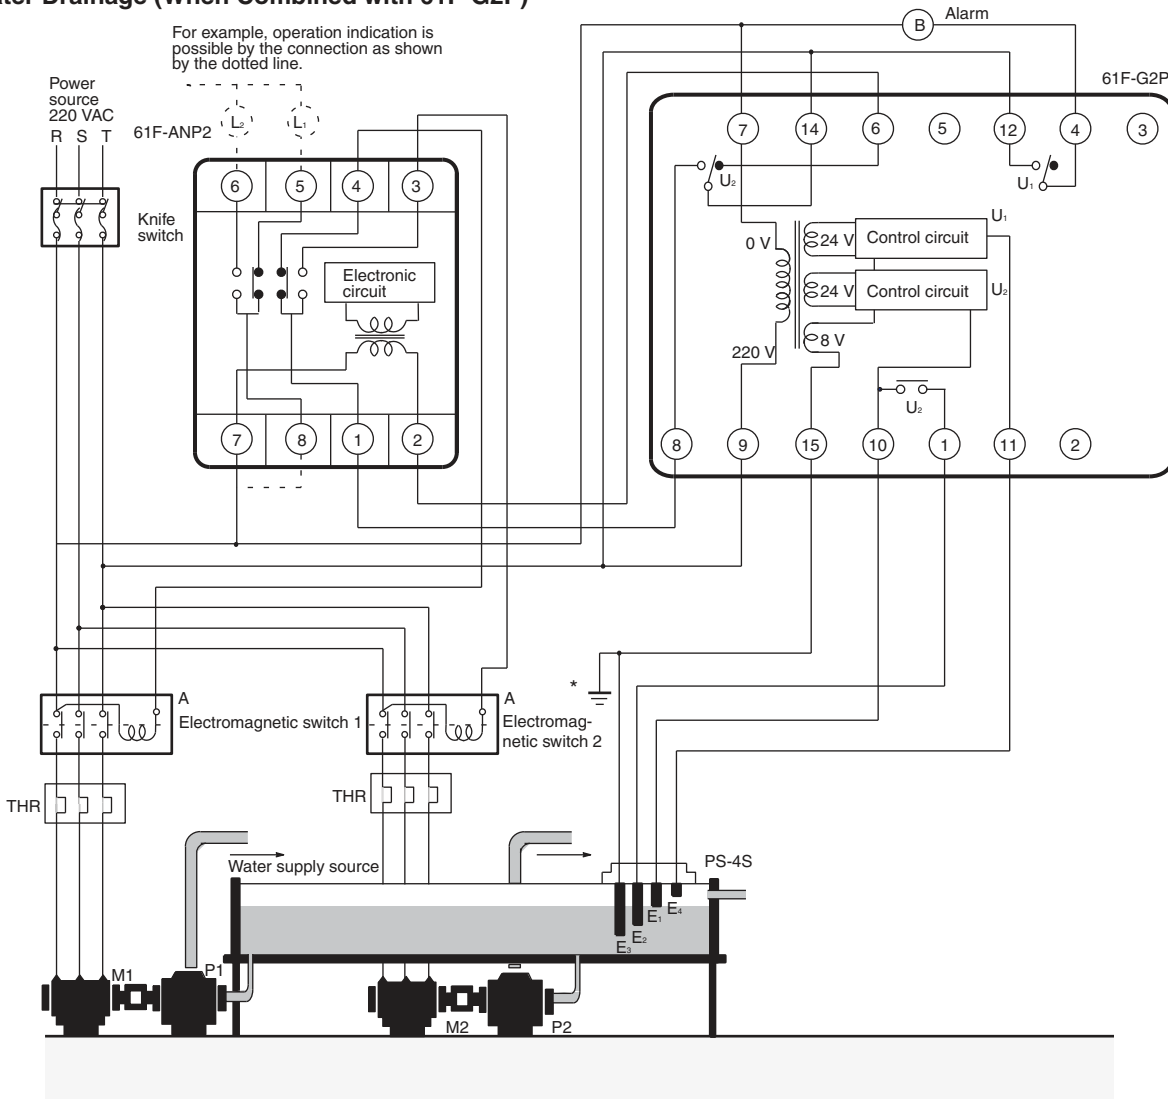 ter Drainage (When Combined with 61F-G2P)
For example, operation indication is
possible by the connection as shown
by the dotted line.
Power
source
220 VAC
R S T
61F-ANP2
L2
L1
B
Alarm
61F-G2P
7
14
6
5
12
4
3
6
5
4
3
Knife
switch
U2
U1
U1
0 V
24 V
Control circuit
Electronic
circuit
24 V
Control circuit
U2
8 V
220 V
U2
7
8
1
2
8
9
15
10
1
11
2
*
A
Electromagnetic switch 1
A
Electromag-
netic switch 2
THR
THR
Water supply source
PS-4S
E4
E1
E2
E3
M1
P1
M2
P2